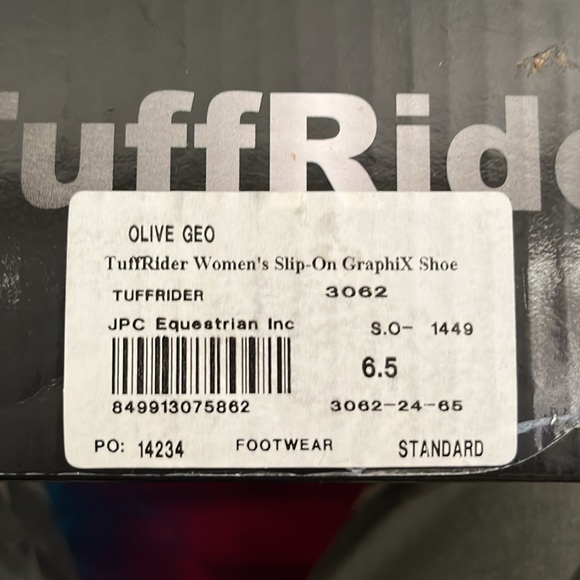 TuffRide
OLIVE GEO
TuffRider Women's Slip-On GraphiX Shoe
TUFFRIDER 3062
JPC Equestrian Inc S.O- 1449
6.5
849913075862 3062-24-65
PO: 14234 FOOTWEAR STANDARD